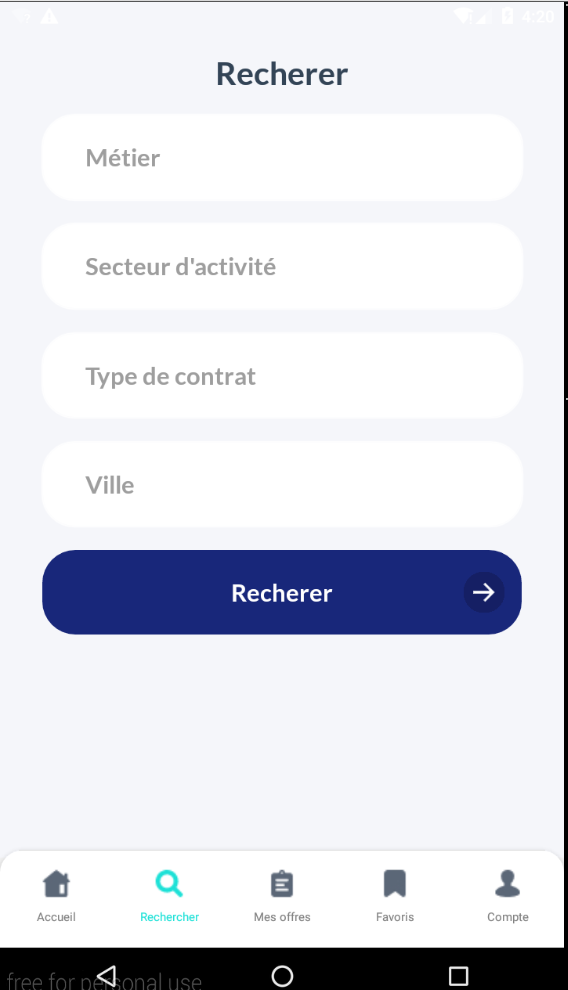 4:20
Recherer
Métier
Secteur d'activité
Type de contrat
Ville
Recherer
Accueil
Rechercher
Mes offres
Favoris
Compte
free for personal use